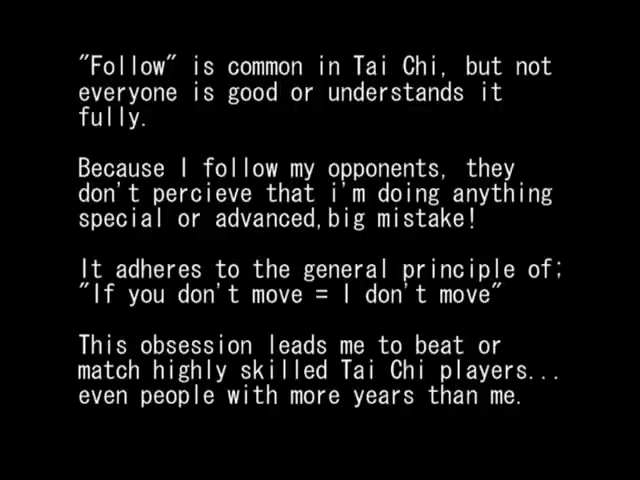 "Follow" is common in Tai Chi, but not
everyone is good or understands it
fully.
Because I follow my opponents, they
don't percieve that i'm doing anything
special or advanced,big mistake!
It adheres to the general principle of;
"If you don't move = I don't move"
This obsession leads me to beat or
match highly skilled Tai Chi players...
even people with more years than me.